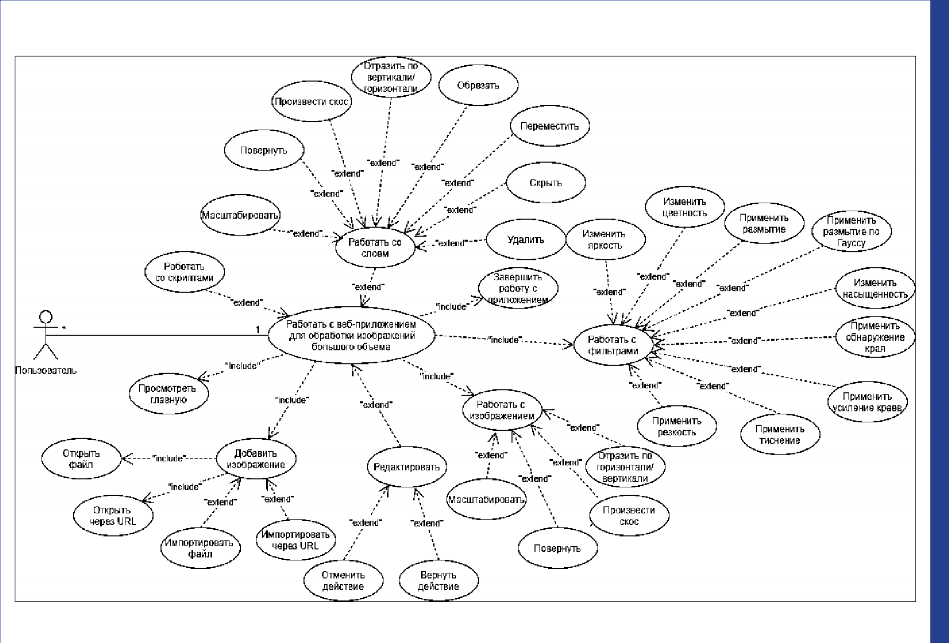 Отразить по
вертикали/
горизонтали
Обрезать
Произвести скос
Переместить
Повернуть
"extend"
"extend"
"extend"
"extend"
"extend"
"extend"
Скрыть
Масштабировать
"extend"
Работать со
слоем
"extend"
Удалить
Изменить
яркость
Изменить
цветность
Применить
размытие
Применить
размытие по
Гауссу
Работать
со скриптами
"extend"
"extend"
Завершить
работу с
приложением
"include"
"extend"
"extend"
"extend"
"extend"
"extend"
Изменить
насыщенность
*
1
Работать с веб-приложением
для обработки изображений
большого объема
"include"
Работать с
фильтрами
"extend"
Применить
обнаружение
края
Пользователь
"include"
"include"
"extend"
"extend"
"extend"
Просмотреть
главную
"include"
"extend"
Работать с
изображением
Применить
усиление краев
Применить
резкость
Применить
тиснение
"extend"
Открыть
файл
"include"
Добавить
изображение
Редактировать
"extend"
"extend"
"extend"
Отразить по
горизонтали/
вертикали
"include"
"extend"
"extend"
Масштабировать
Открыть
через URL
"extend"
"extend"
Произвести
скос
Импортировать
файл
Импортировать
через URL
Повернуть
Отменить
действие
Вернуть
действие